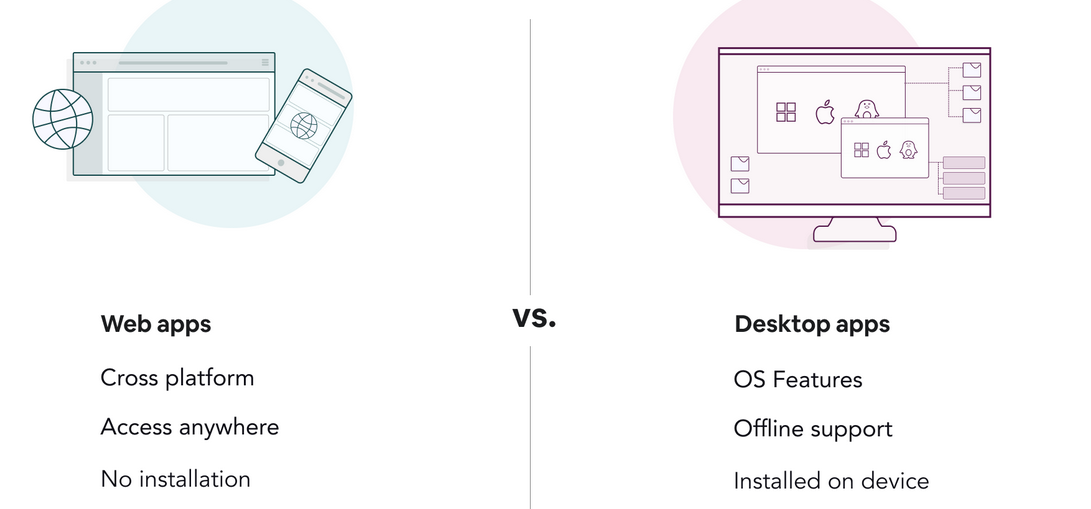 Web apps
Cross platform
Access anywhere
No installation
vs.
Desktop apps
OS Features
Offline support
Installed on device